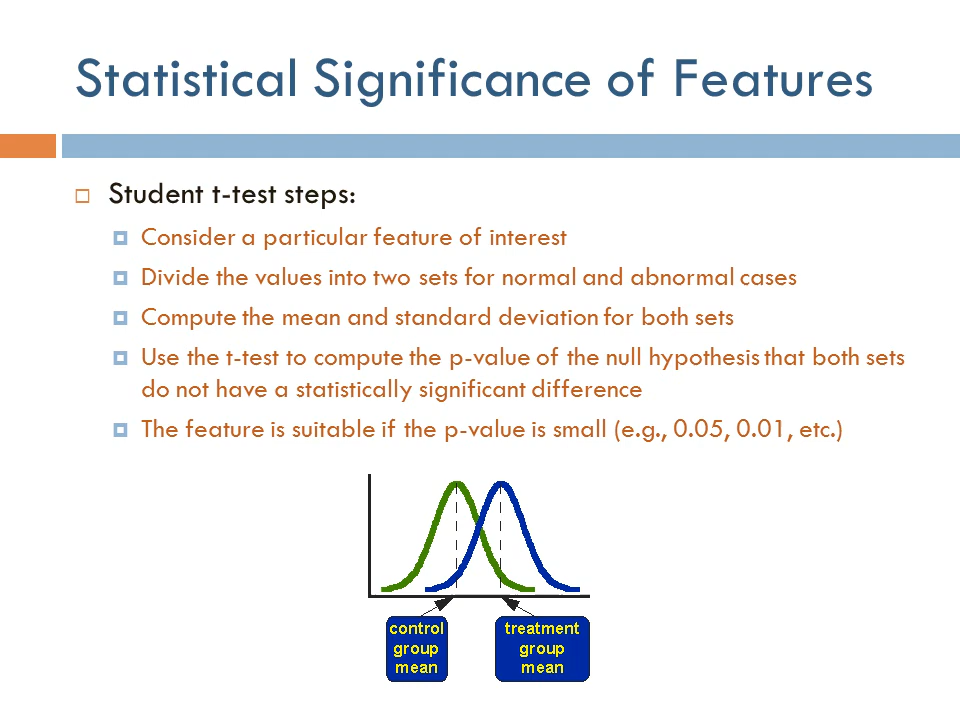 Statistical Significance of Features
Student t-test steps:
Consider a particular feature of interest
Divide the values into two sets for normal and abnormal cases
Compute the mean and standard deviation for both sets
Use the t-test to compute the p-value of the null hypothesis that both sets
do not have a statistically significant difference
The feature is suitable if the p-value is small (e.g., 0.05, 0.01, etc.)
control
group
mean
treatment
group
mean